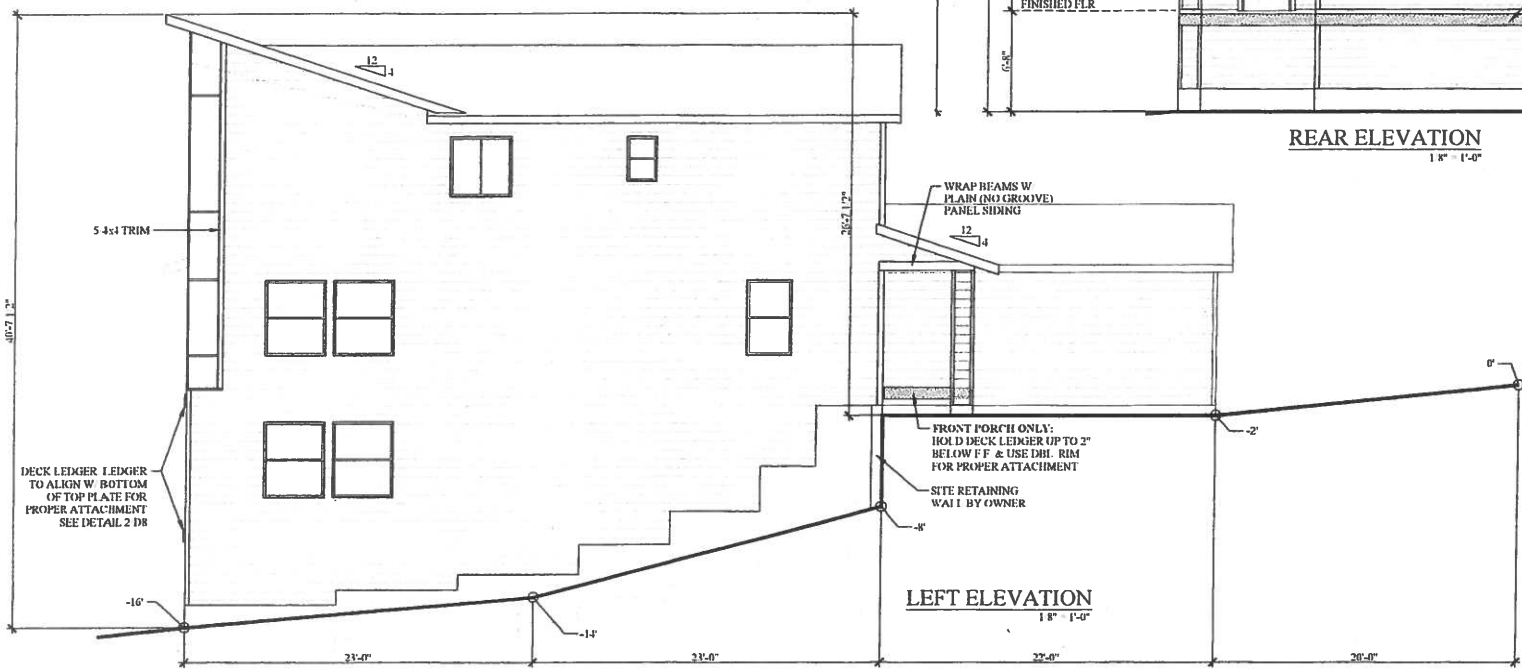 FINISHED FLR
6'-8"
REAR ELEVATION
1 8" = 1'-0"
12
4
WRAP BEAMS W
PLAIN (NO GROOVE)
PANEL SIDING
26'-7 1/2"
12
4
5 4x4 TRIM
40'-7 1 2"
0'
-2'
FRONT PORCH ONLY:
HOLD DECK LEDGER UP TO 2"
BELOW F F & USE DBL RIM
FOR PROPER ATTACHMENT
DECK LEDGER LEDGER
TO ALIGN W BOTTOM
OF TOP PLATE FOR
PROPER ATTACHMENT
SEE DETAIL 2 D8
SITE RETAINING
WALL BY OWNER
-8'
-16'
-14'
LEFT ELEVATION
1 8" = 1'-0"
23'-0"
23'-0"
22'-0"
20'-0"